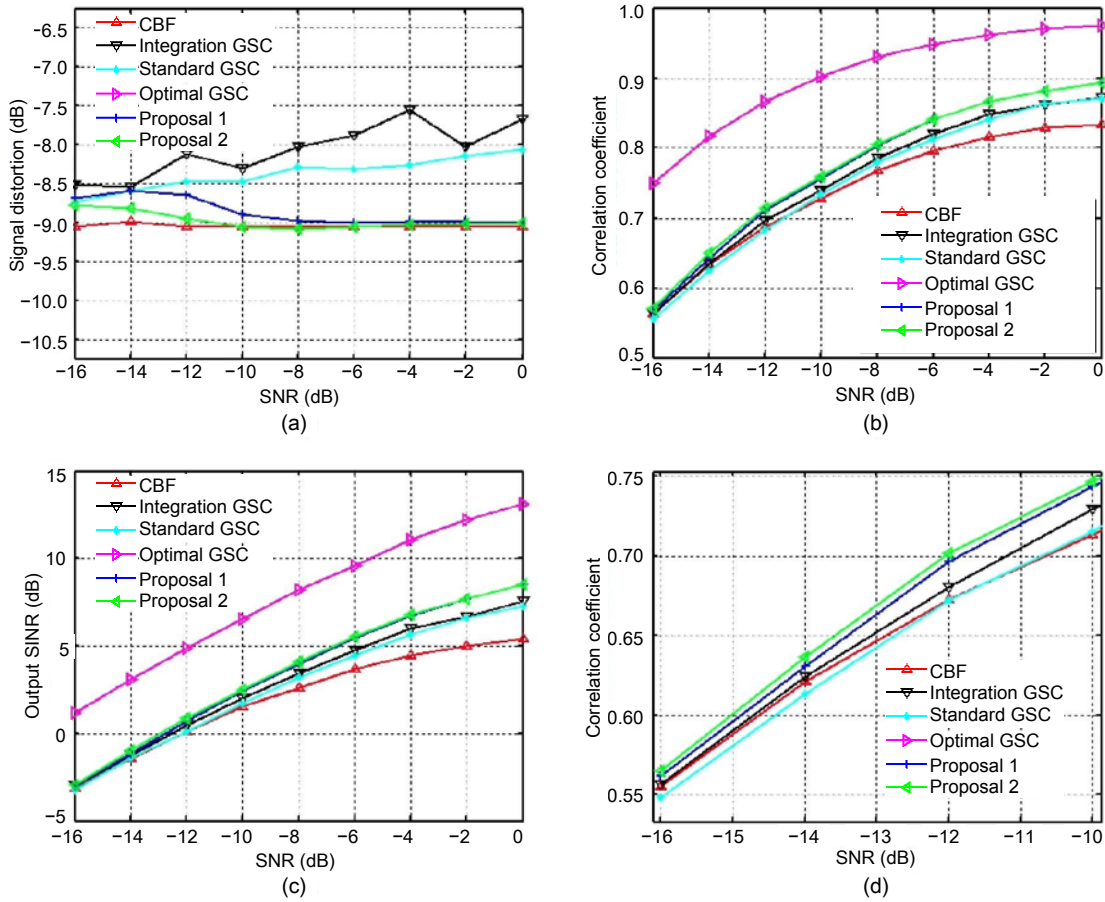 −6.5
−7.0
−7.5
−8.0
−8.5
−9.0
−9.5
−10.0
−10.5
Signal distortion (dB)
CBF
Integration GSC
Standard GSC
Optimal GSC
Proposal 1
Proposal 2
−16 −14 −12 −10 −8 −6 −4 −2 0
SNR (dB)
(a)
1.0
0.9
0.8
0.7
0.6
0.5
Correlation coefficient
CBF
Integration GSC
Standard GSC
Optimal GSC
Proposal 1
Proposal 2
−16 −14 −12 −10 −8 −6 −4 −2 0
SNR (dB)
(b)
15
10
5
0
−5
Output SINR (dB)
CBF
Integration GSC
Standard GSC
Optimal GSC
Proposal 1
Proposal 2
−16 −14 −12 −10 −8 −6 −4 −2 0
SNR (dB)
(c)
0.75
0.70
0.65
0.60
0.55
Correlation coefficient
CBF
Integration GSC
Standard GSC
Optimal GSC
Proposal 1
Proposal 2
−16 −15 −14 −13 −12 −11 −10
SNR (dB)
(d)